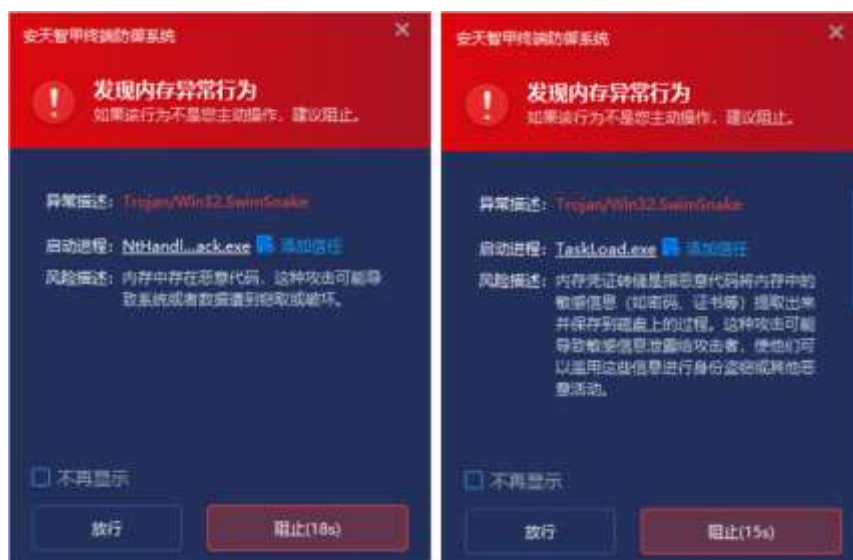 安天智甲终端防御系统
发现内存异常行为
如果该行为不是您主动操作，建议阻止。
异常描述：Trojan/Win32.SwimSnake
启动进程：NtHandl...ack.exe 添加信任
风险描述：内存中存在恶意代码，这种攻击可能导
致系统或者数据遭到窃取或破坏。
不再显示
放行
阻止(18s)
安天智甲终端防御系统
发现内存异常行为
如果该行为不是您主动操作，建议阻止。
异常描述：Trojan/Win32.SwimSnake
启动进程：TaskLoad.exe 添加信任
风险描述：内存凭证转储是指恶意代码将内存中的
敏感信息（如密码、证书等）提取出来
并保存到磁盘上的过程。这种攻击可能
导致敏感信息泄露给攻击者，使他们可
以滥用这些信息进行身份盗窃或其他恶
意活动。
不再显示
放行
阻止(15s)